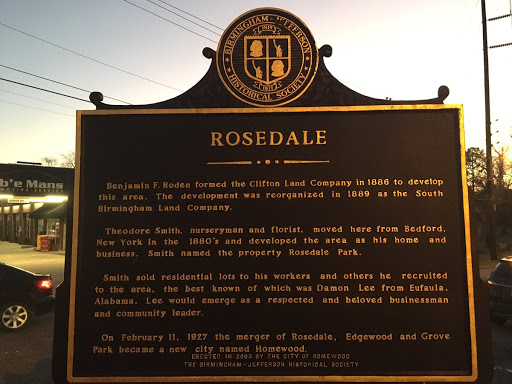 BIRMINGHAM-JEFFERSON
HISTORICAL SOCIETY
ROSEDALE
Benjamin F. Roden formed the Clifton Land Company in 1886 to develop
this area. The development was reorganized in 1889 as the South
Birmingham Land Company.
Theodore Smith, nurseryman and florist, moved here from Bedford,
New York in the 1880's and developed the area as his home and
business. Smith named the property Rosedale Park.
Smith sold residential lots to his workers and others he recruited
to the area, the best known of which was Damon Lee from Eufaula,
Alabama. Lee would emerge as a respected and beloved businessman
and community leader.
On February 11, 1927 the merger of Rosedale, Edgewood and Grove
Park became a new city named Homewood.
ERECTED IN 2009 BY THE CITY OF HOMEWOOD
THE BIRMINGHAM-JEFFERSON HISTORICAL SOCIETY
b'e Mans